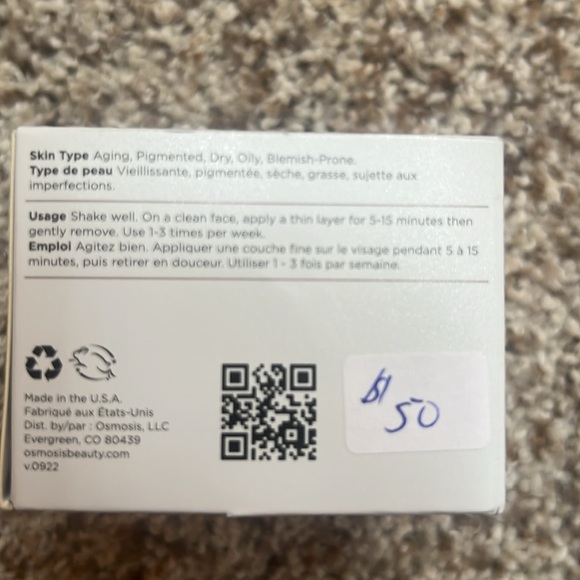 Skin Type Aging, Pigmented, Dry, Oily, Blemish-Prone.
Type de peau Vieillissante, pigmentée, sèche, grasse, sujette aux
imperfections.
Usage Shake well. On a clean face, apply a thin layer for 5-15 minutes then
gently remove. Use 1-3 times per week.
Emploi Agitez bien. Appliquer une couche fine sur le visage pendant 5 à 15
minutes, puis retirer en douceur. Utiliser 1 - 3 fois par semaine.
Made in the U.S.A.
Fabriqué aux États-Unis
Dist. by/par : Osmosis, LLC
Evergreen, CO 80439
osmosisbeauty.com
v.0922
$50